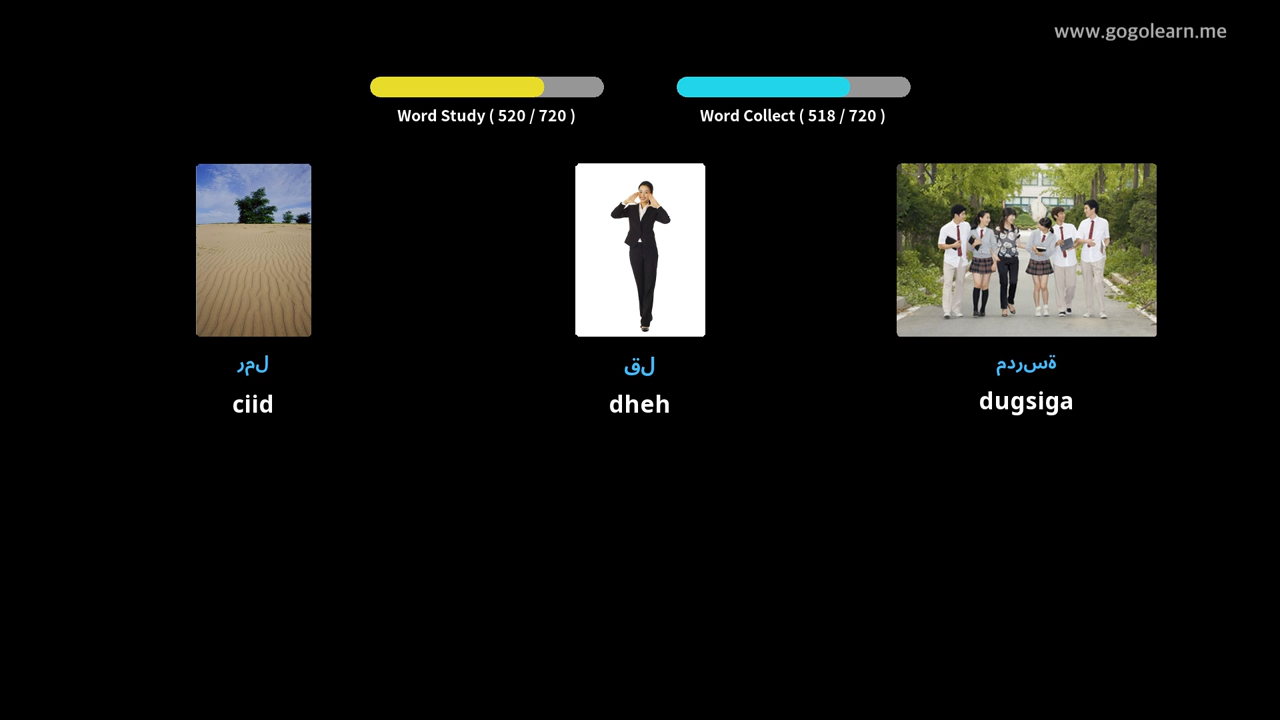 www.gogolearn.me
Word Study ( 520 / 720 )
Word Collect ( 518 / 720 )
رمل
قل
مدرسة
ciid
dheh
dugsiga